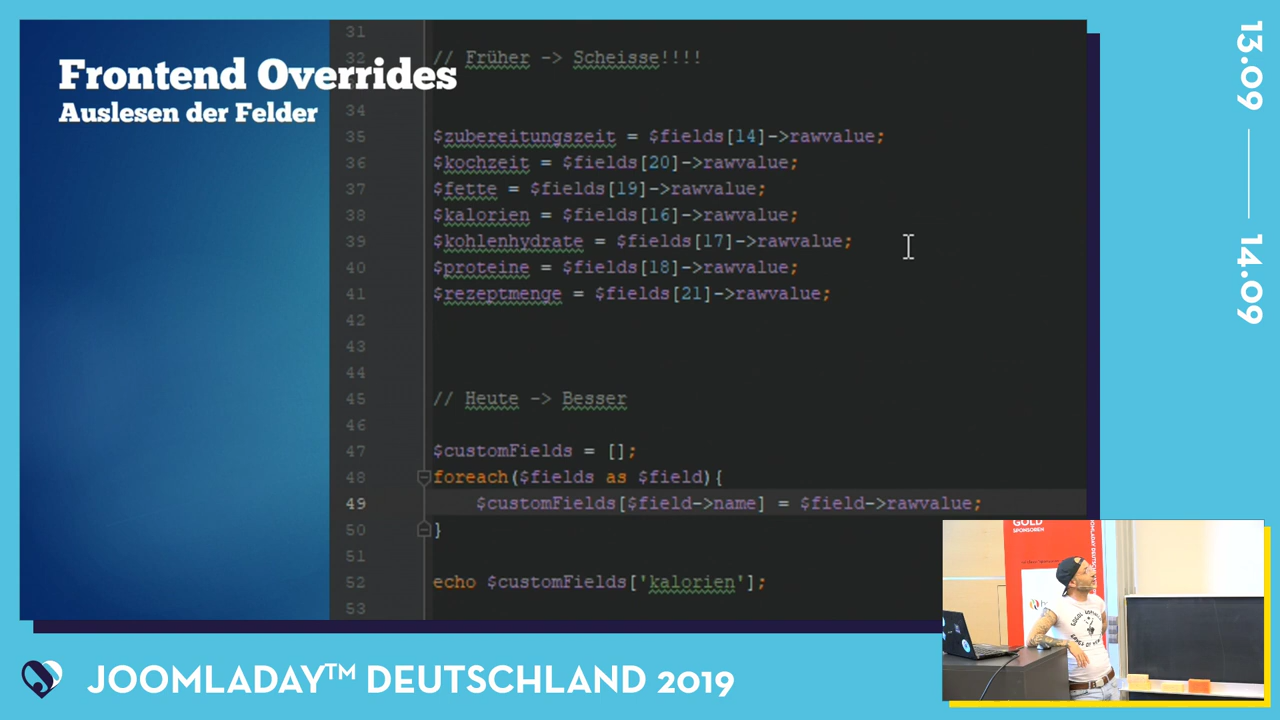 Frontend Overrides
Auslesen der Felder
31
32 // Früher -> Scheisse!!!!
34
35 $zubereitungszeit = $fields[14]->rawvalue;
36 $kochzeit = $fields[20]->rawvalue;
37 $fette = $fields[19]->rawvalue;
38 $kalorien = $fields[16]->rawvalue;
39 $kohlenhydrate = $fields[17]->rawvalue;
40 $proteine = $fields[18]->rawvalue;
41 $rezeptmenge = $fields[21]->rawvalue;
42
43
44
45 // Heute -> Besser
46
47 $customFields = [];
48 foreach($fields as $field){
49 $customFields[$field->name] = $field->rawvalue;
50 }
51
52 echo $customFields['kalorien'];
53
13.09
14.09
GOLD
SPONSOREN
JOOMLADAY™ DEUTSCHLAND 2019